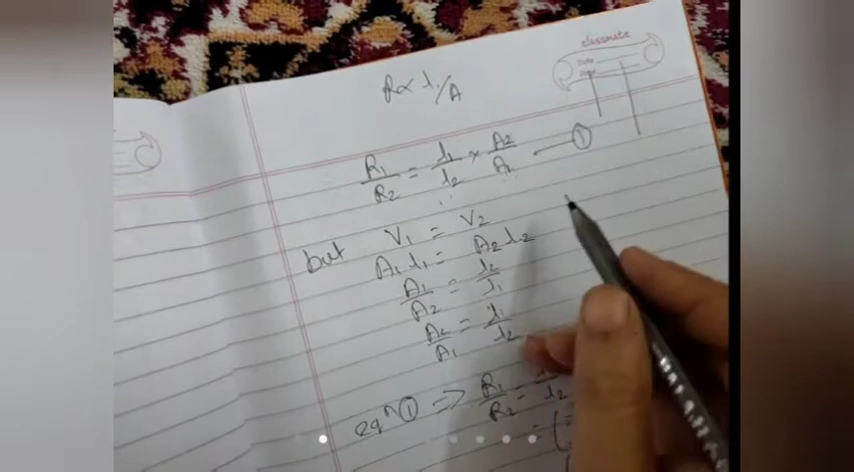 classmate
Date
Page
R ∝ l/A
R1/R2 = l1/l2 × A2/A1 — ①
but V1 = V2
A1 l1 = A2 l2
A1/A2 = l2/l1
A2/A1 = l1/l2
eqn ① => R1/R2 =